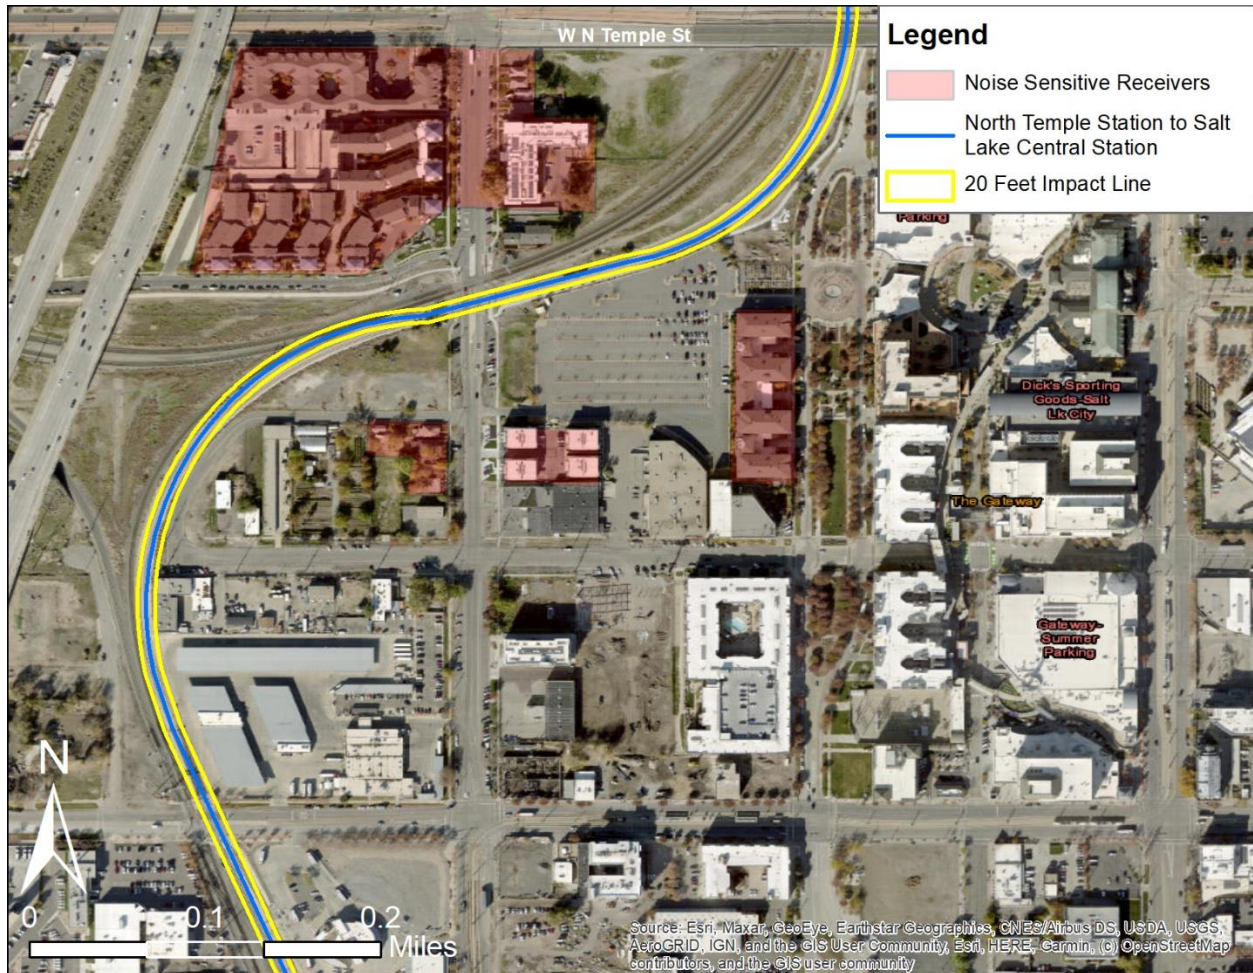 W N Temple St
Legend
Noise Sensitive Receivers
North Temple Station to Salt
Lake Central Station
20 Feet Impact Line
Parking
Dick's Sporting
Goods-Salt
Lk City
The Gateway
Gateway-
Summer
Parking
N
0 0.1 0.2
Miles
Source: Esri, Maxar, GeoEye, Earthstar Geographics, CNES/Airbus DS, USDA, USGS,
AeroGRID, IGN, and the GIS User Community, Esri, HERE, Garmin, (c) OpenStreetMap
contributors, and the GIS user community